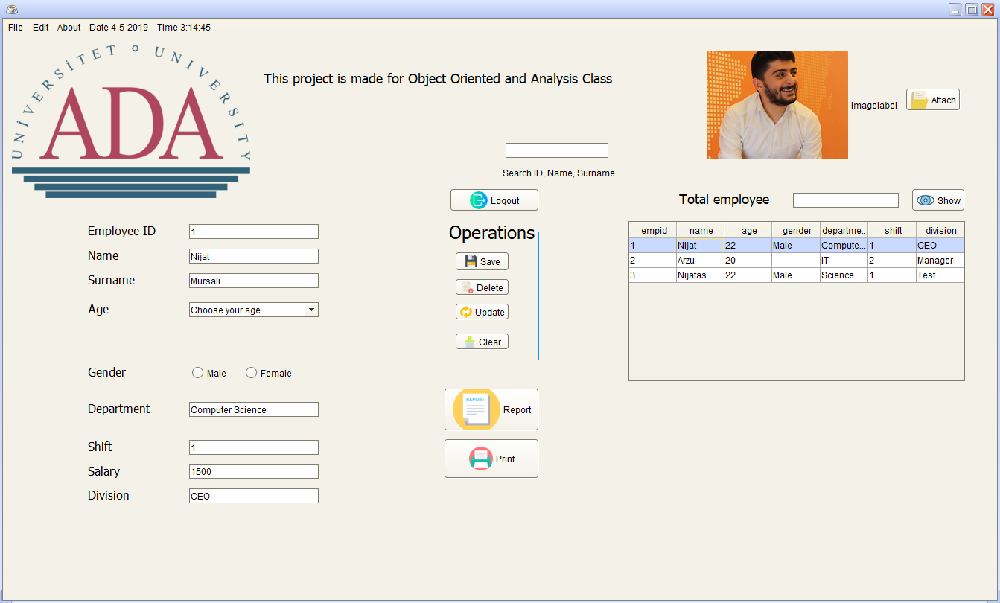 File Edit About Date 4-5-2019 Time 3:14:45
UNİVERSİTET UNIVERSITY
ADA
This project is made for Object Oriented and Analysis Class
imagelabel
Attach
Search ID, Name, Surname
Logout
Total employee
Show
Employee ID 1
Name Nijat
Surname Mursali
Age Choose your age
Gender Male Female
Department Computer Science
Shift 1
Salary 1500
Division CEO
Operations
Save
Delete
Update
Clear
REPORT
Report
Print
empid name age gender departme... shift division
1 Nijat 22 Male Compute... 1 CEO
2 Arzu 20 IT 2 Manager
3 Nijatas 22 Male Science 1 Test